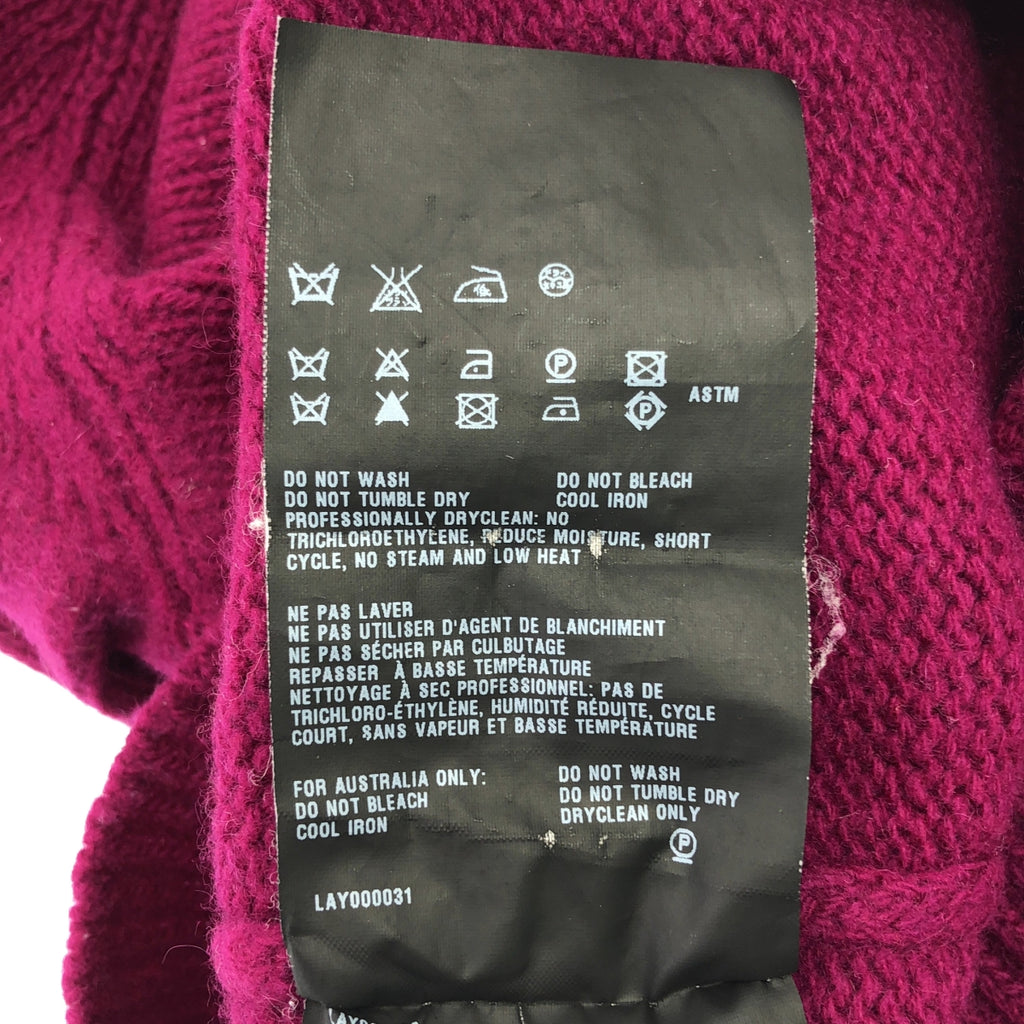 低
ドライ
P
P
ASTM
DO NOT WASH DO NOT BLEACH
DO NOT TUMBLE DRY COOL IRON
PROFESSIONALLY DRYCLEAN: NO
TRICHLOROETHYLENE, REDUCE MOISTURE, SHORT
CYCLE, NO STEAM AND LOW HEAT
NE PAS LAVER
NE PAS UTILISER D'AGENT DE BLANCHIMENT
NE PAS SÉCHER PAR CULBUTAGE
REPASSER À BASSE TEMPÉRATURE
NETTOYAGE À SEC PROFESSIONNEL: PAS DE
TRICHLORO-ÉTHYLÈNE, HUMIDITÉ RÉDUITE, CYCLE
COURT, SANS VAPEUR ET BASSE TEMPÉRATURE
FOR AUSTRALIA ONLY: DO NOT WASH
DO NOT BLEACH DO NOT TUMBLE DRY
COOL IRON DRYCLEAN ONLY
P
LAY000031